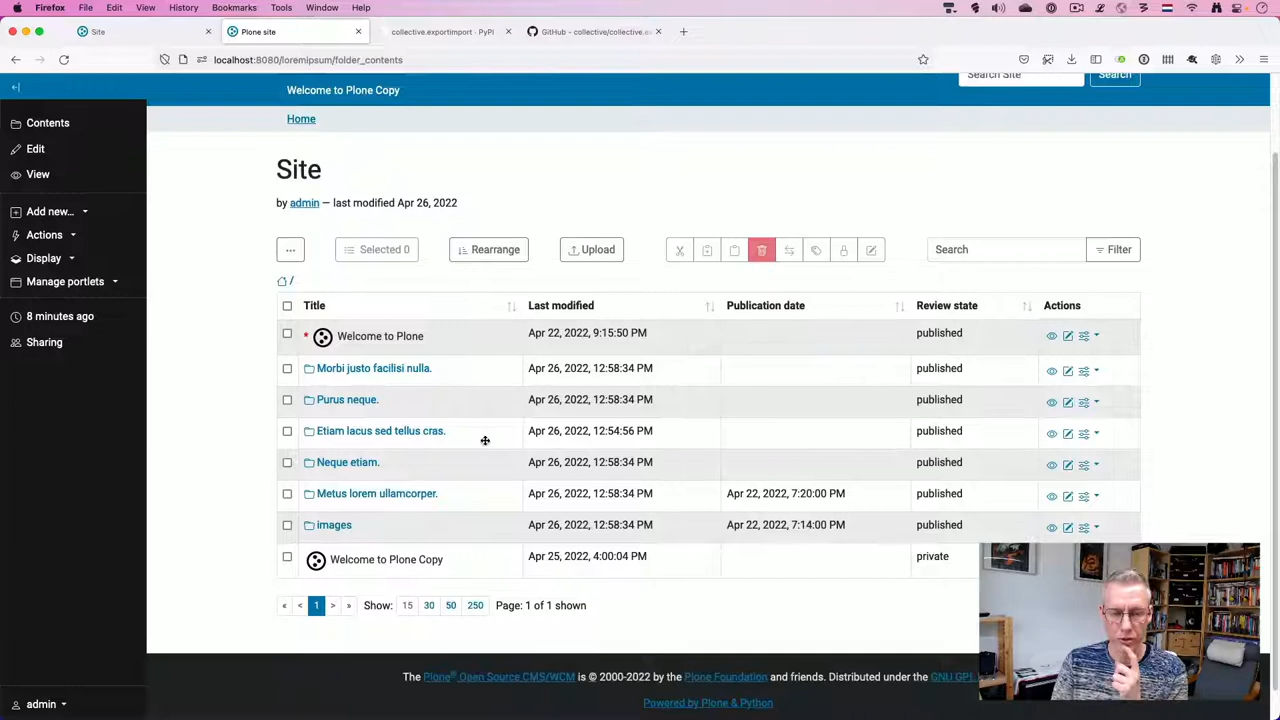 Firefox File Edit View History Bookmarks Tools Window Help
Site
Plone site
collective.exportimport · PyPI
GitHub - collective/collective.ex
localhost:8080/loremipsum/folder_contents
Search Site
Search
Welcome to Plone Copy
Home
Contents
Edit
View
Add new...
Actions
Display
Manage portlets
8 minutes ago
Sharing
admin
Site
by admin — last modified Apr 26, 2022
... Selected 0 Rearrange Upload Search Filter
/
Title Last modified Publication date Review state Actions
* Welcome to Plone Apr 22, 2022, 9:15:50 PM published
Morbi justo facilisi nulla. Apr 26, 2022, 12:58:34 PM published
Purus neque. Apr 26, 2022, 12:58:34 PM published
Etiam lacus sed tellus cras. Apr 26, 2022, 12:54:56 PM published
Neque etiam. Apr 26, 2022, 12:58:34 PM published
Metus lorem ullamcorper. Apr 26, 2022, 12:58:34 PM Apr 22, 2022, 7:20:00 PM published
images Apr 26, 2022, 12:58:34 PM Apr 22, 2022, 7:14:00 PM published
Welcome to Plone Copy Apr 25, 2022, 4:00:04 PM private
« < 1 > » Show: 15 30 50 250 Page: 1 of 1 shown
The Plone® Open Source CMS/WCM is © 2000-2022 by the Plone Foundation and friends. Distributed under the GNU GPL
Powered by Plone & Python